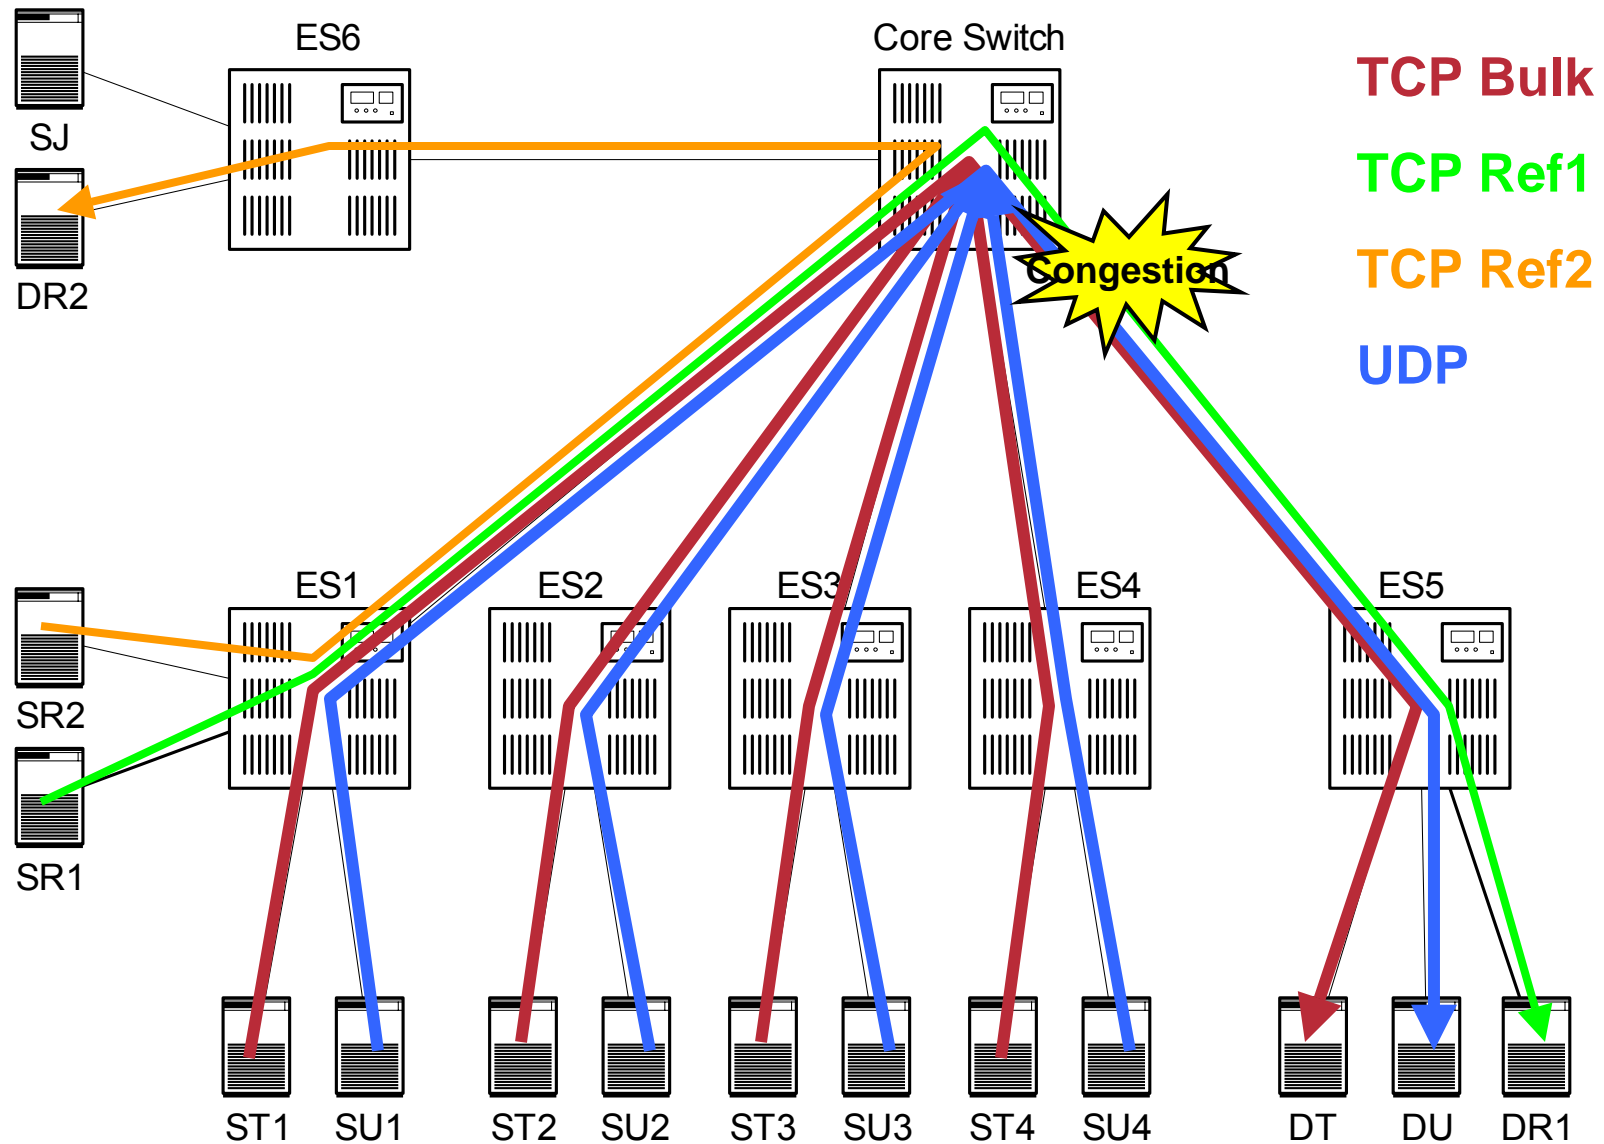 ES6
Core Switch
TCP Bulk
SJ
TCP Ref1
TCP Ref2
Congestion
DR2
UDP
ES1
ES2
ES3
ES4
ES5
SR2
SR1
ST1
SU1
ST2
SU2
ST3
SU3
ST4
SU4
DT
DU
DR1